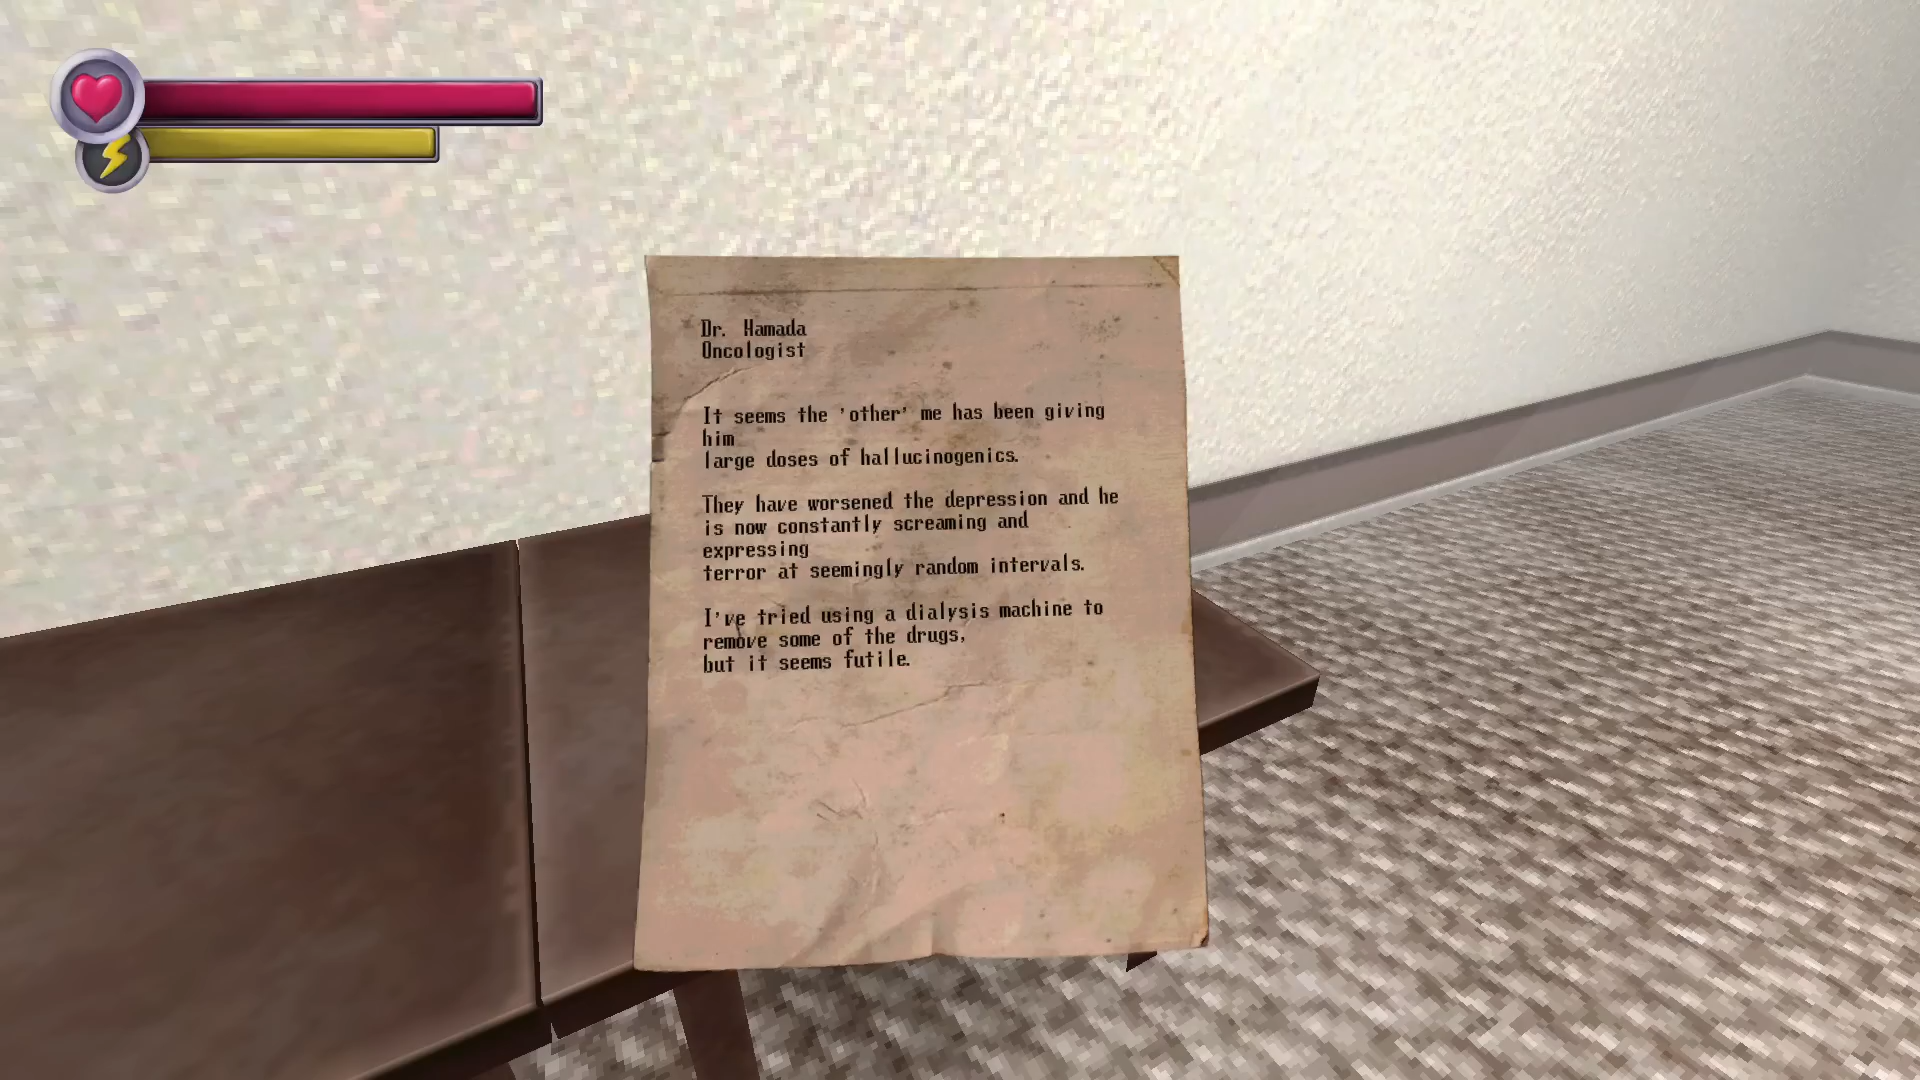 Dr. Hamada
Oncologist
It seems the 'other' me has been giving
him
large doses of hallucinogenics.
They have worsened the depression and he
is now constantly screaming and
expressing
terror at seemingly random intervals.
I've tried using a dialysis machine to
remove some of the drugs,
but it seems futile.